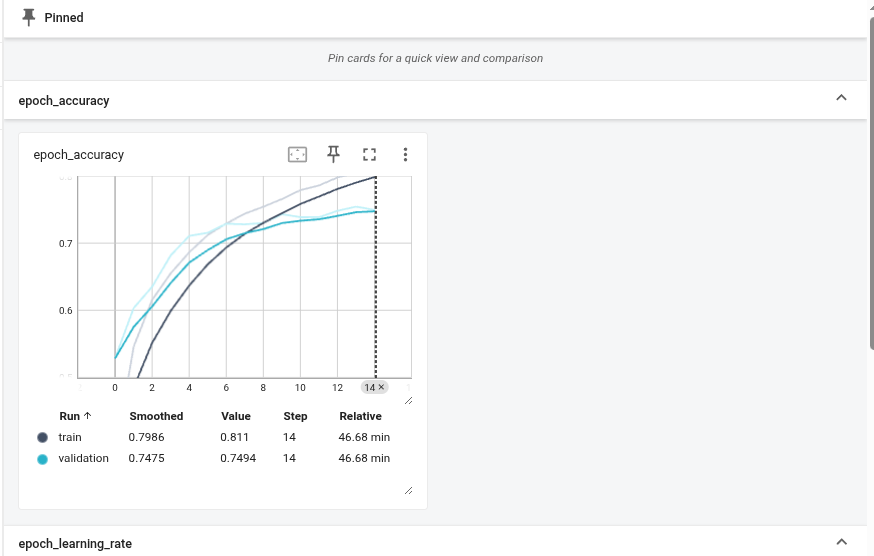 Pinned
Pin cards for a quick view and comparison
epoch_accuracy
epoch_accuracy
0.7
0.6
0 2 4 6 8 10 12 14 ×
Run ↑ Smoothed Value Step Relative
train 0.7986 0.811 14 46.68 min
validation 0.7475 0.7494 14 46.68 min
epoch_learning_rate